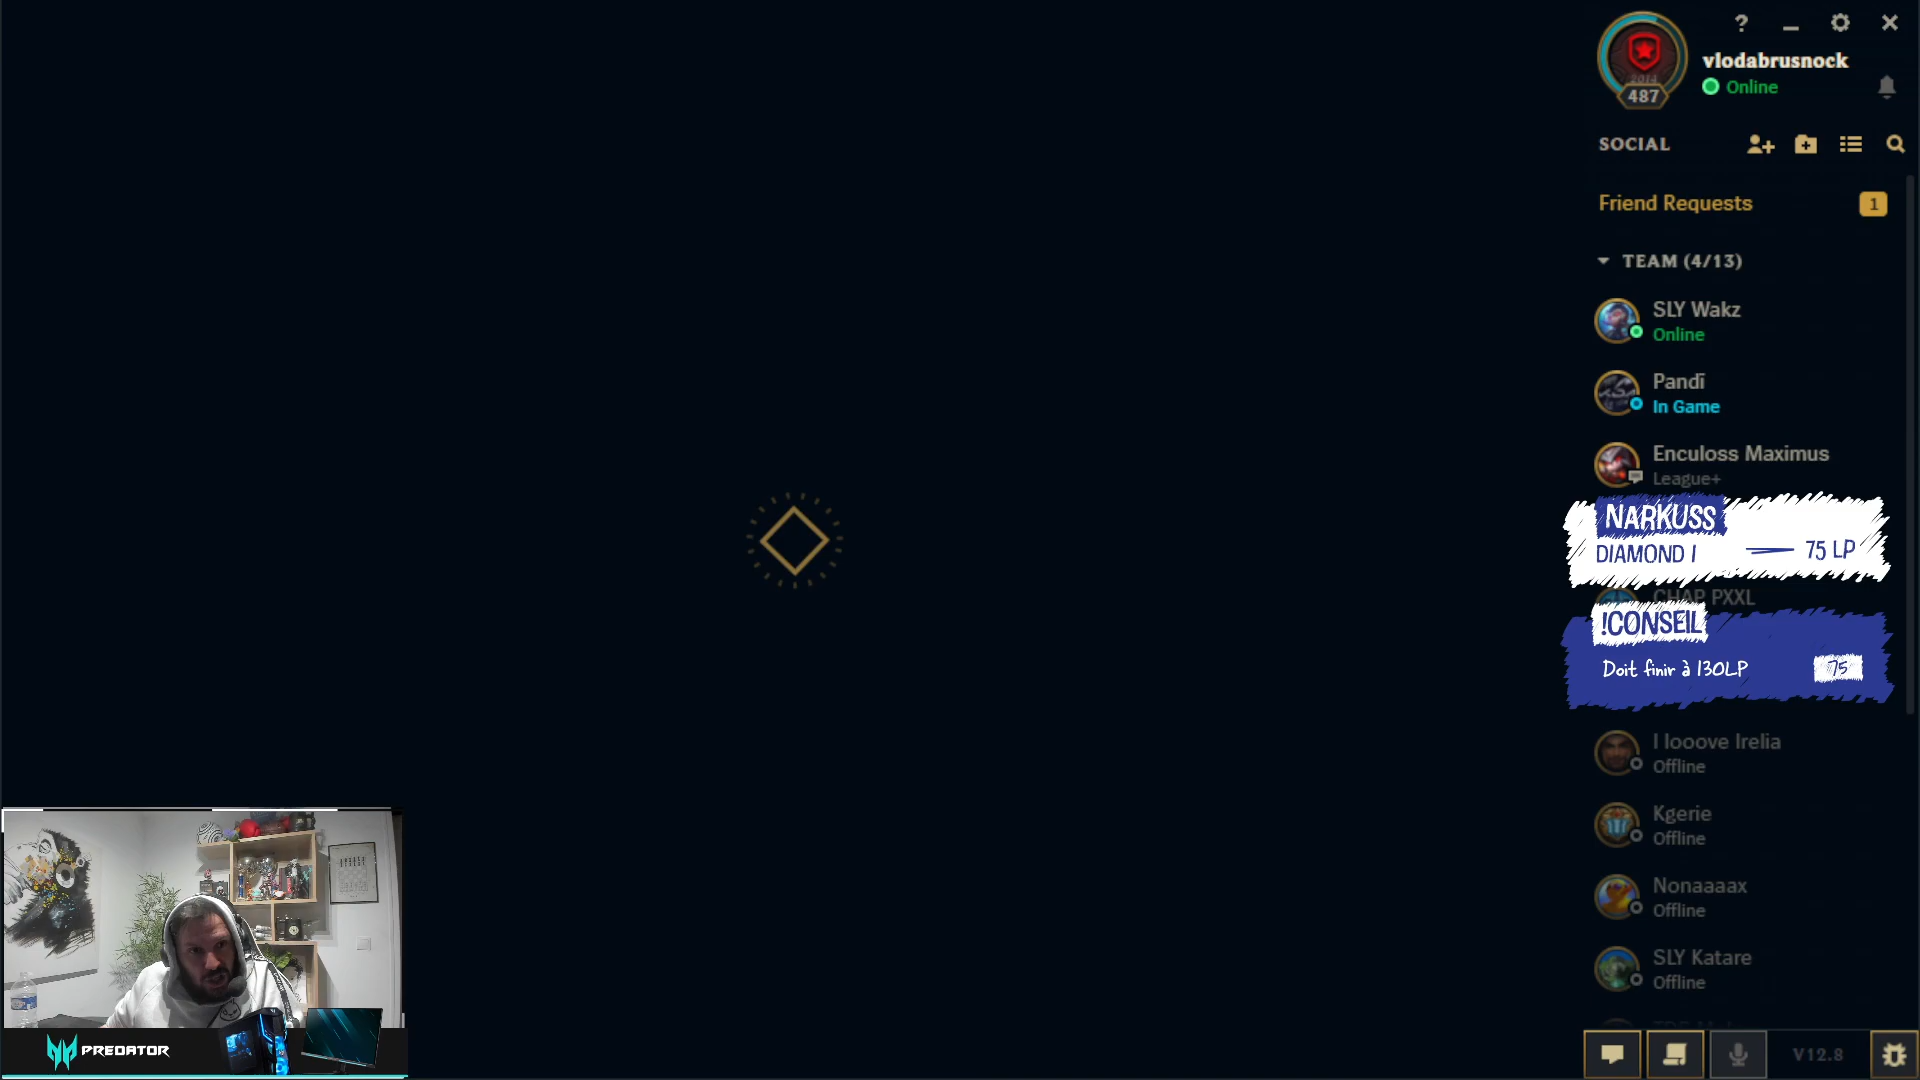 vlodabrusnock
Online
2014
487
SOCIAL
Friend Requests
1
TEAM (4/13)
SLY Wakz
Online
Pandï
In Game
Enculoss Maximus
League+
NARKUSS
DIAMOND I
75 LP
CHAP PXXL
!CONSEIL
Doit finir à 130LP
75
I looove Irelia
Offline
Kgerie
Offline
Nonaaaax
Offline
SLY Katare
Offline
V12.8
PREDATOR